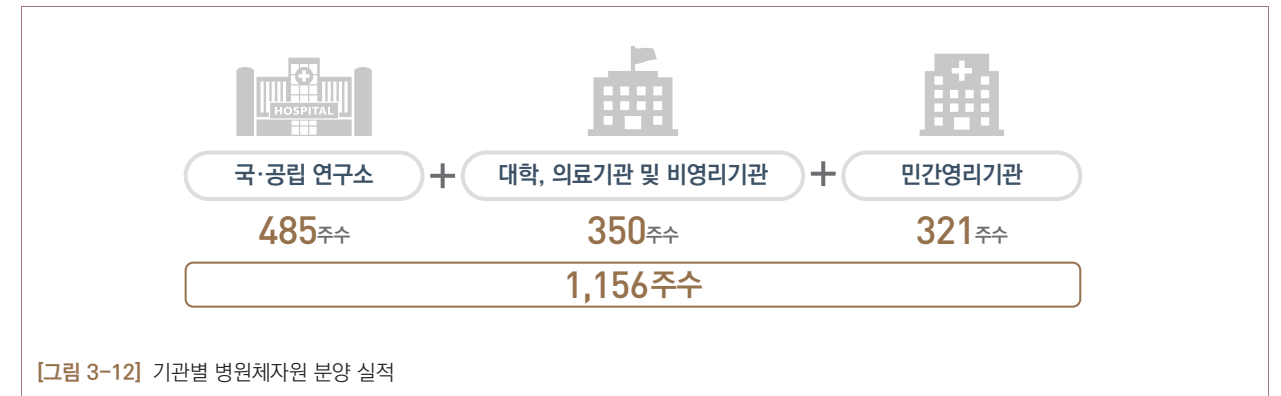 HOSPITAL
국·공립 연구소 + 대학, 의료기관 및 비영리기관 + 민간영리기관
485주수 350주수 321주수
1,156주수
[그림 3-12] 기관별 병원체자원 분양 실적